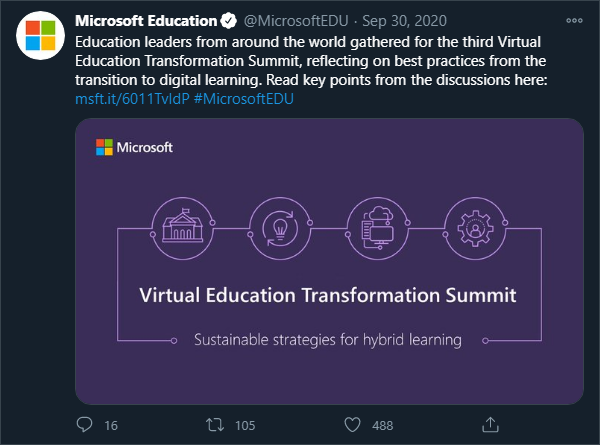 Microsoft Education @MicrosoftEDU · Sep 30, 2020
Education leaders from around the world gathered for the third Virtual
Education Transformation Summit, reflecting on best practices from the
transition to digital learning. Read key points from the discussions here:
msft.it/6011TvIdP #MicrosoftEDU
Microsoft
Virtual Education Transformation Summit
Sustainable strategies for hybrid learning
16 105 488